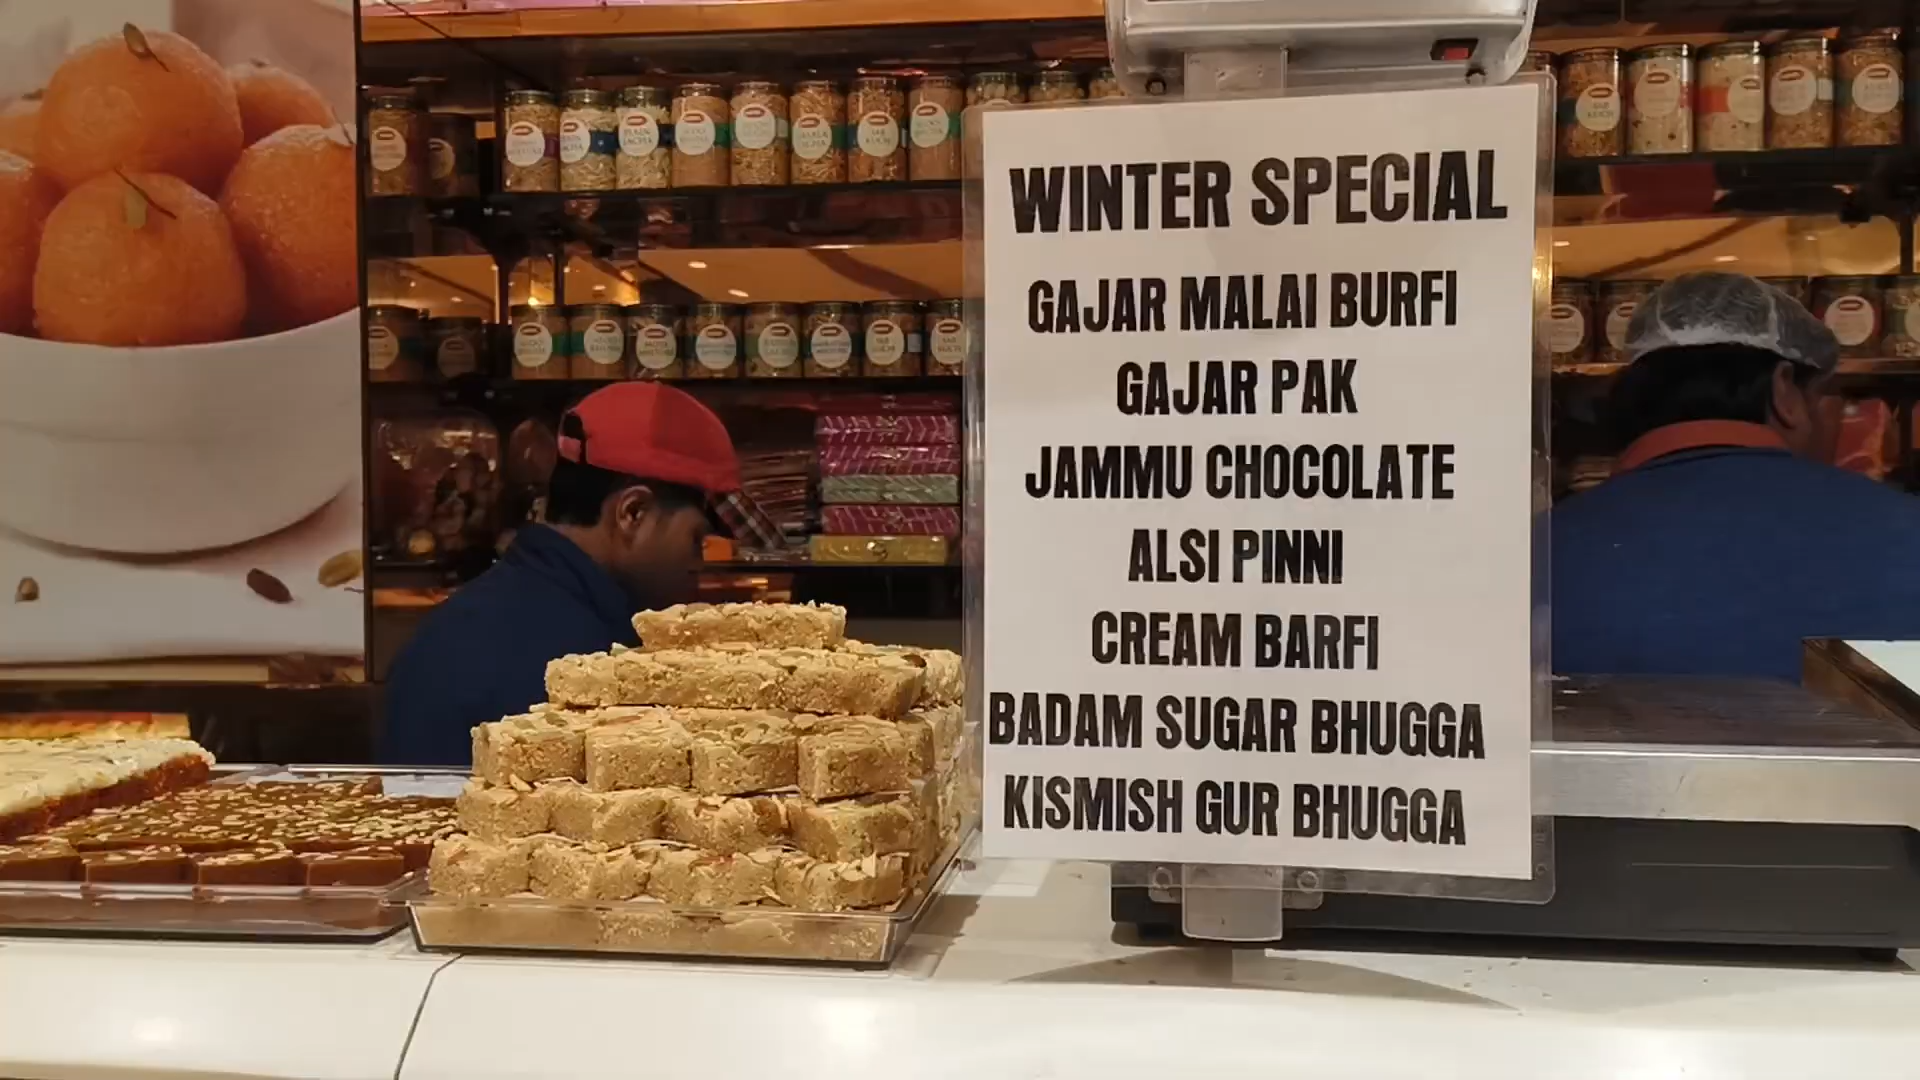 WINTER SPECIAL
GAJAR MALAI BURFI
GAJAR PAK
JAMMU CHOCOLATE
ALSI PINNI
CREAM BARFI
BADAM SUGAR BHUGGA
KISMISH GUR BHUGGA